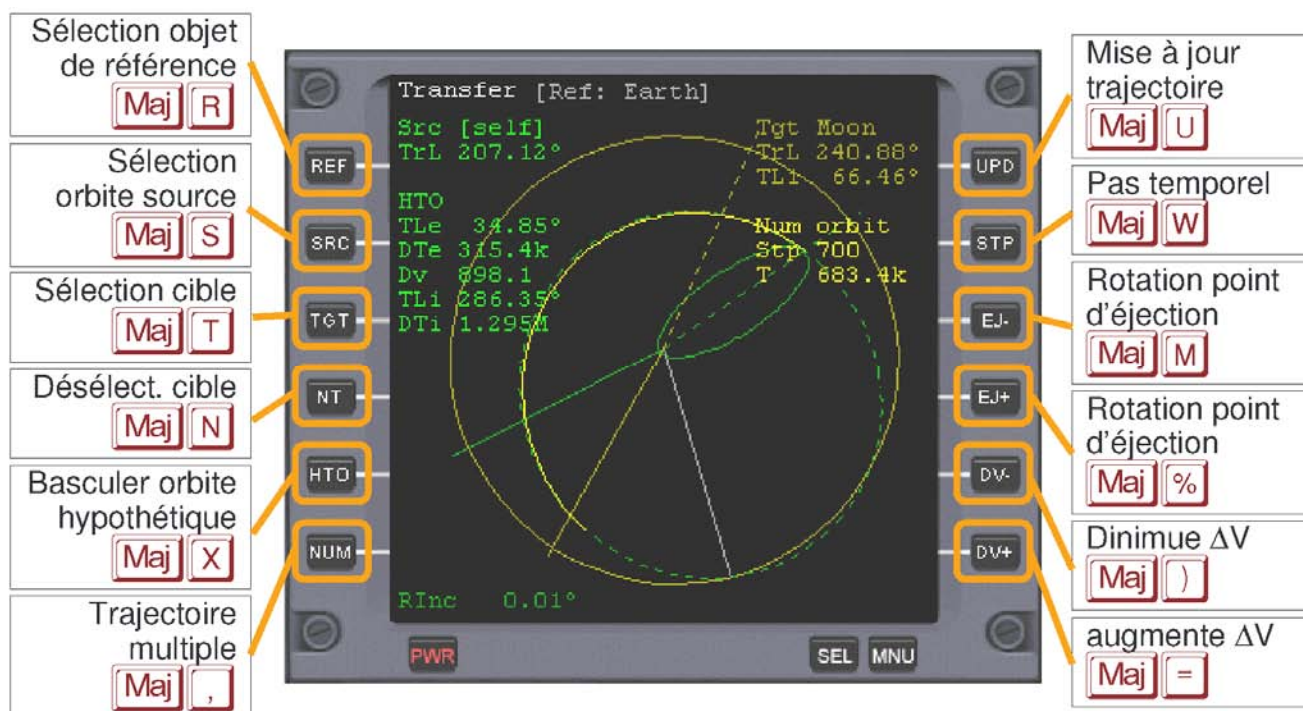 Sélection objet
de référence
Maj R
Sélection
orbite source
Maj S
Sélection cible
Maj T
Désélect. cible
Maj N
Basculer orbite
hypothétique
Maj X
Trajectoire
multiple
Maj ,
REF
SRC
TGT
NT
HTO
NUM
Transfer [Ref: Earth]
Src [self]
TrL 207.12°
HTO
TLe 34.85°
DTe 315.4k
Dv 898.1
TLi 286.35°
DTi 1.295M
Tgt Moon
TrL 240.88°
TL1 66.46°
Num orbit
Stp 700
T 683.4k
RInc 0.01°
PWR
SEL
MNU
UPD
STP
EJ-
EJ+
DV-
DV+
Mise à jour
trajectoire
Maj U
Pas temporel
Maj W
Rotation point
d'éjection
Maj M
Rotation point
d'éjection
Maj %
Dinimue ΔV
Maj )
augmente ΔV
Maj =